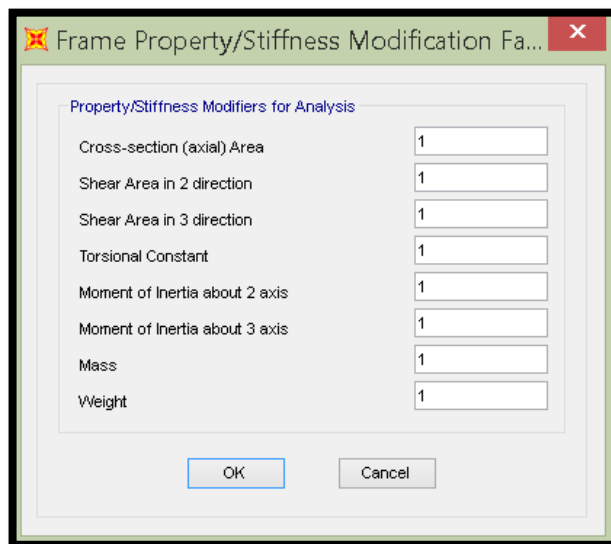 Frame Property/Stiffness Modification Fa...
Property/Stiffness Modifiers for Analysis
Cross-section (axial) Area 1
Shear Area in 2 direction 1
Shear Area in 3 direction 1
Torsional Constant 1
Moment of Inertia about 2 axis 1
Moment of Inertia about 3 axis 1
Mass 1
Weight 1
OK Cancel